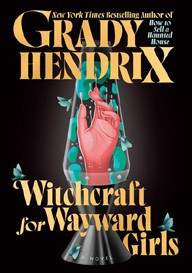 New York Times Bestselling Author of
How to
Sell a
Haunted
House
GRADY
HENDRIX
Witchcraft
for Wayward
Girls
A NOVEL